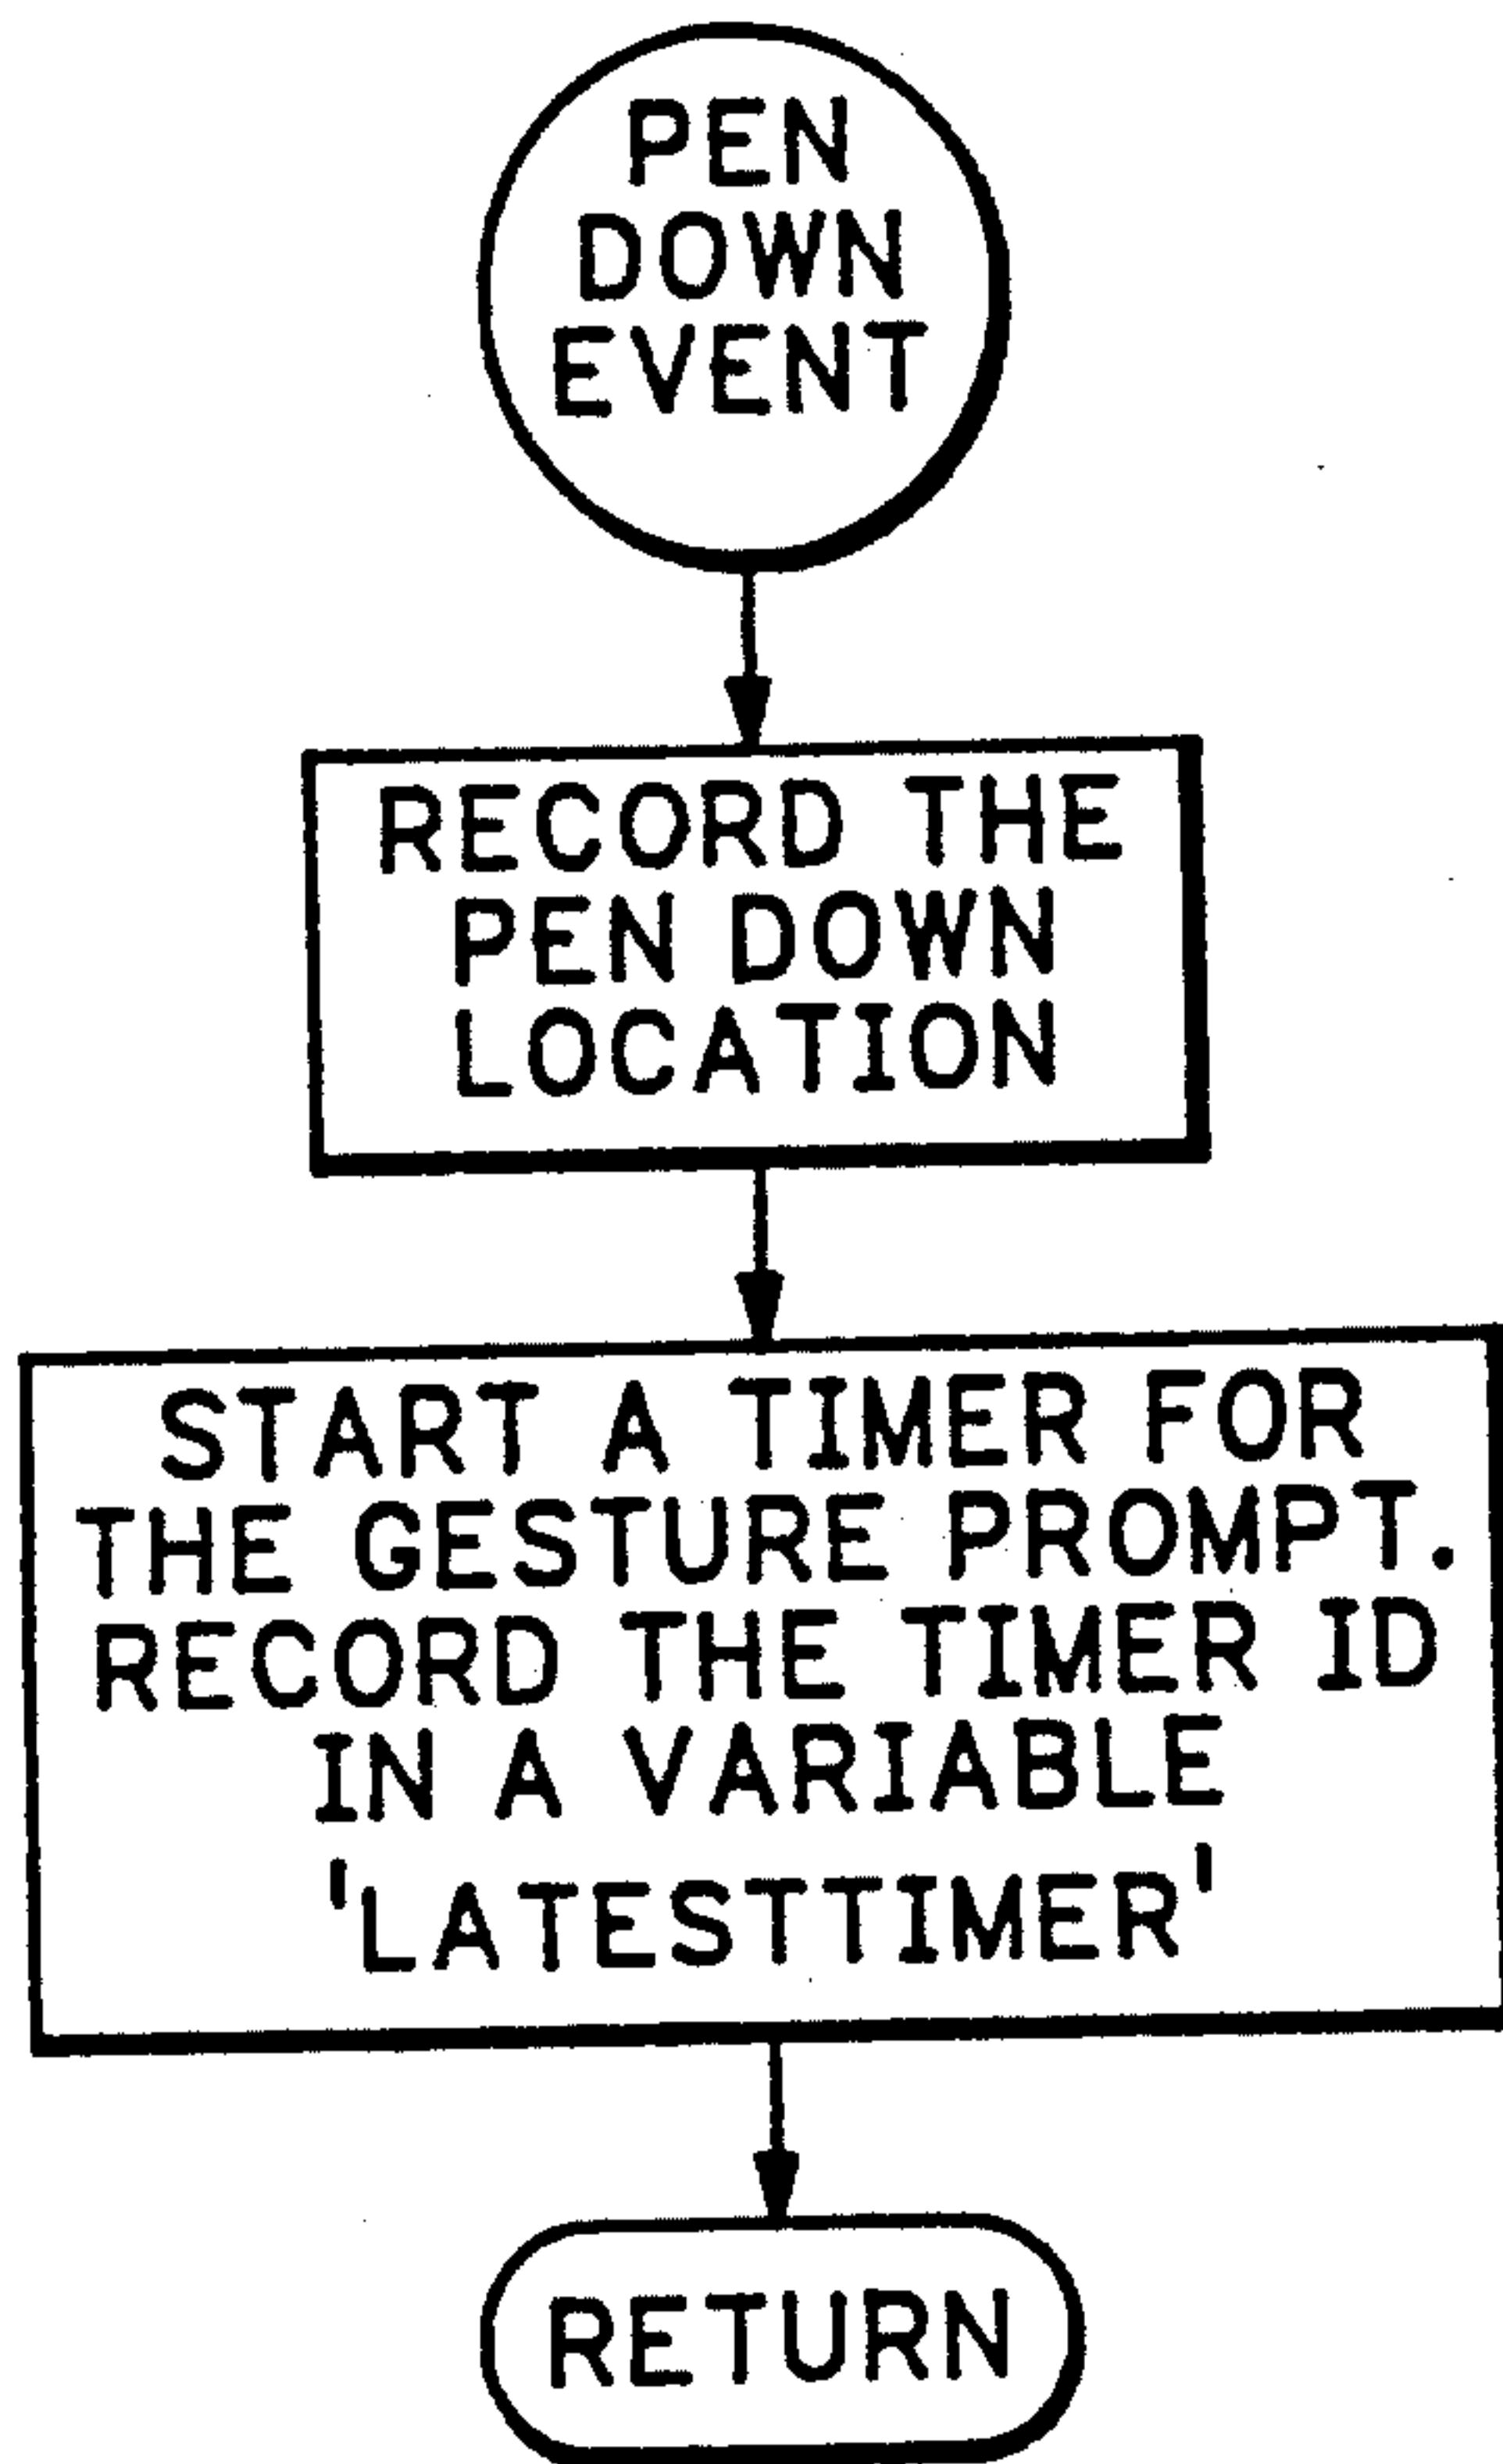 PEN
DOWN
EVENT
RECORD THE
PEN DOWN
LOCATION
START A TIMER FOR
THE GESTURE PROMPT.
RECORD THE TIMER ID
IN A VARIABLE
'LATESTTIMER'
RETURN